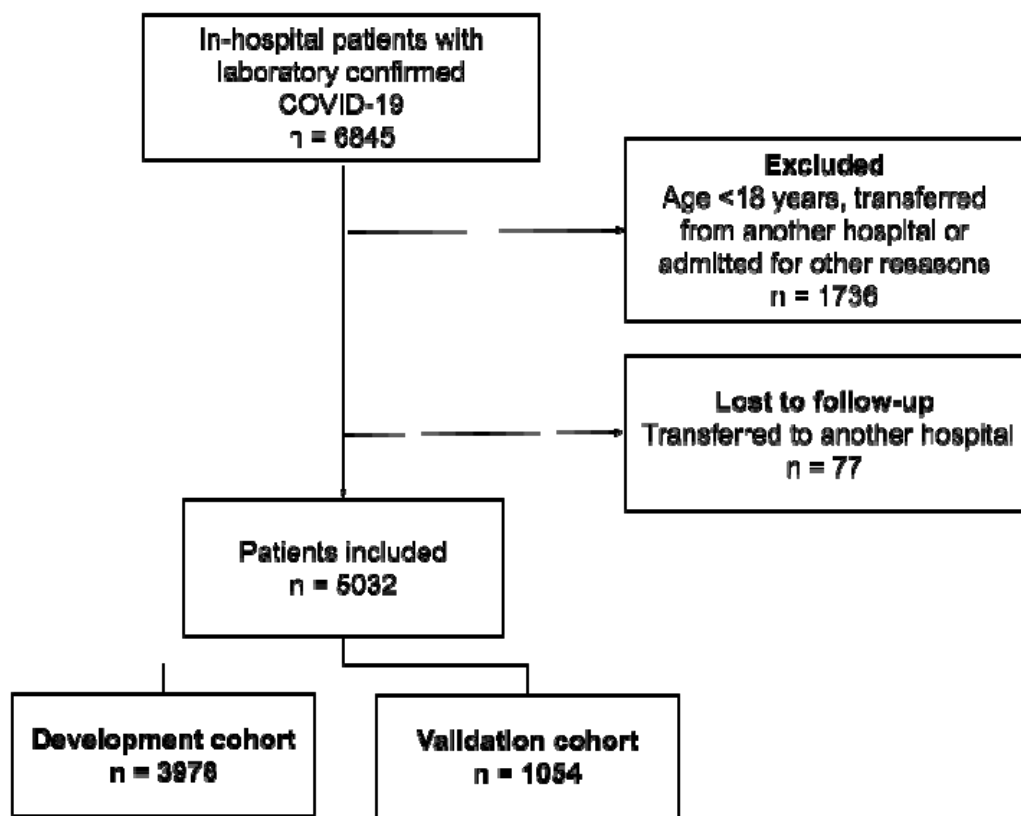 In-hospital patients with
laboratory confirmed
COVID-19
n = 6845
Excluded
Age <18 years, transferred
from another hospital or
admitted for other resasons
n = 1736
Lost to follow-up
Transferred to another hospital
n = 77
Patients included
n = 5032
Development cohort
n = 3978
Validation cohort
n = 1054